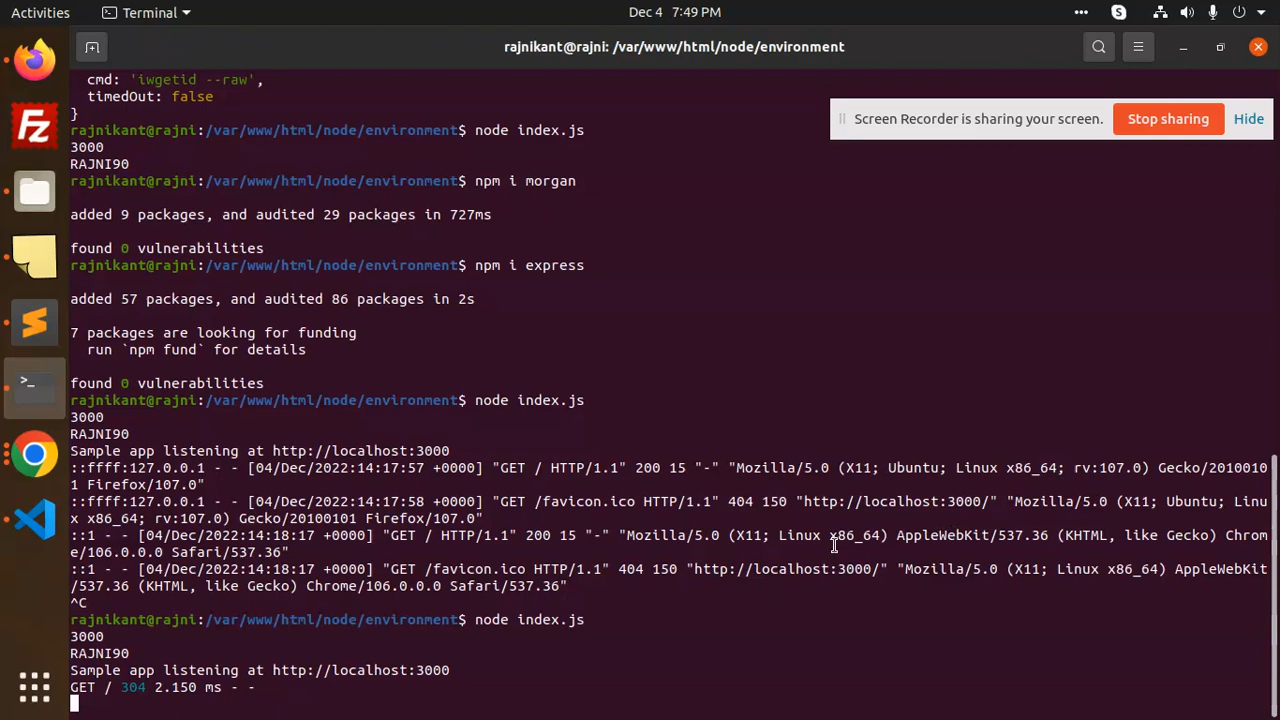 Activities
Terminal
Dec 4 7:49 PM
rajnikant@rajni: /var/www/html/node/environment
cmd: 'iwgetid --raw',
timedOut: false
}
Screen Recorder is sharing your screen.
Stop sharing
Hide
rajnikant@rajni:/var/www/html/node/environment$ node index.js
3000
RAJNI90
rajnikant@rajni:/var/www/html/node/environment$ npm i morgan
added 9 packages, and audited 29 packages in 727ms
found 0 vulnerabilities
rajnikant@rajni:/var/www/html/node/environment$ npm i express
added 57 packages, and audited 86 packages in 2s
7 packages are looking for funding
run `npm fund` for details
found 0 vulnerabilities
rajnikant@rajni:/var/www/html/node/environment$ node index.js
3000
RAJNI90
Sample app listening at http://localhost:3000
::ffff:127.0.0.1 - - [04/Dec/2022:14:17:57 +0000] "GET / HTTP/1.1" 200 15 "-" "Mozilla/5.0 (X11; Ubuntu; Linux x86_64; rv:107.0) Gecko/2010010
1 Firefox/107.0"
::ffff:127.0.0.1 - - [04/Dec/2022:14:17:58 +0000] "GET /favicon.ico HTTP/1.1" 404 150 "http://localhost:3000/" "Mozilla/5.0 (X11; Ubuntu; Linu
x x86_64; rv:107.0) Gecko/20100101 Firefox/107.0"
::1 - - [04/Dec/2022:14:18:17 +0000] "GET / HTTP/1.1" 200 15 "-" "Mozilla/5.0 (X11; Linux x86_64) AppleWebKit/537.36 (KHTML, like Gecko) Chrom
e/106.0.0.0 Safari/537.36"
::1 - - [04/Dec/2022:14:18:17 +0000] "GET /favicon.ico HTTP/1.1" 404 150 "http://localhost:3000/" "Mozilla/5.0 (X11; Linux x86_64) AppleWebKit
/537.36 (KHTML, like Gecko) Chrome/106.0.0.0 Safari/537.36"
^C
rajnikant@rajni:/var/www/html/node/environment$ node index.js
3000
RAJNI90
Sample app listening at http://localhost:3000
GET / 304 2.150 ms - -